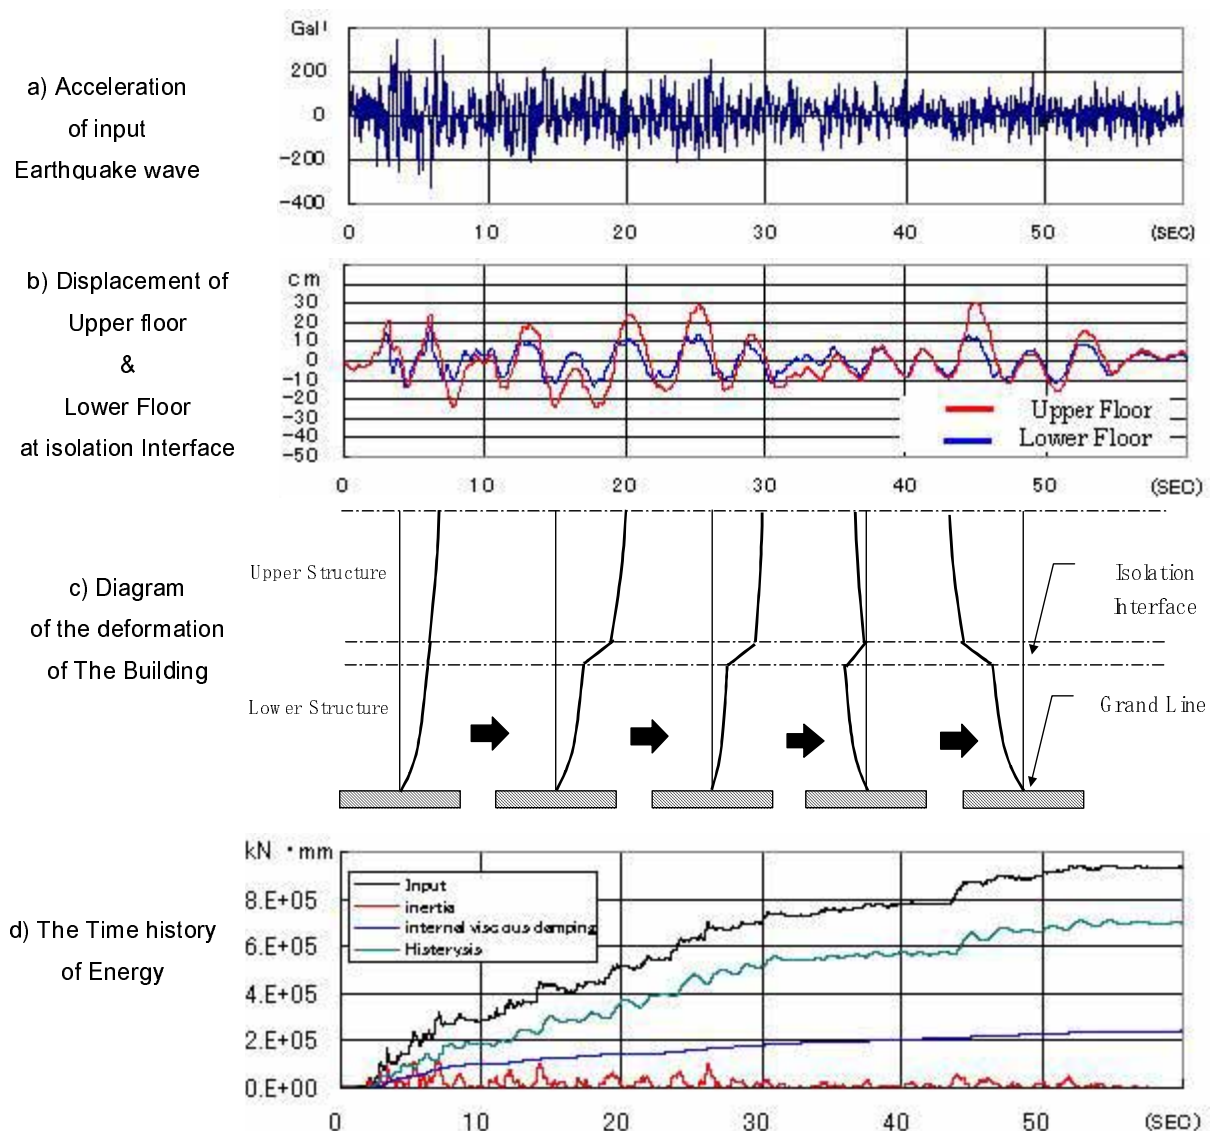 a) Acceleration
of input
Earthquake wave
Gal
200
0
-200
-400
0 10 20 30 40 50 (SEC)
b) Displacement of
Upper floor
&
Lower Floor
at isolation Interface
cm
30
20
10
0
-10
-20
-30
-40
-50
Upper Floor
Lower Floor
0 10 20 30 40 50 (SEC)
c) Diagram
of the deformation
of The Building
Upper Structure
Lower Structure
Isolation
Interface
Grand Line
d) The Time history
of Energy
kN・mm
8.E+05
6.E+05
4.E+05
2.E+05
0.E+00
Input
inertia
internal viscous damping
Histerysis
0 10 20 30 40 50 (SEC)